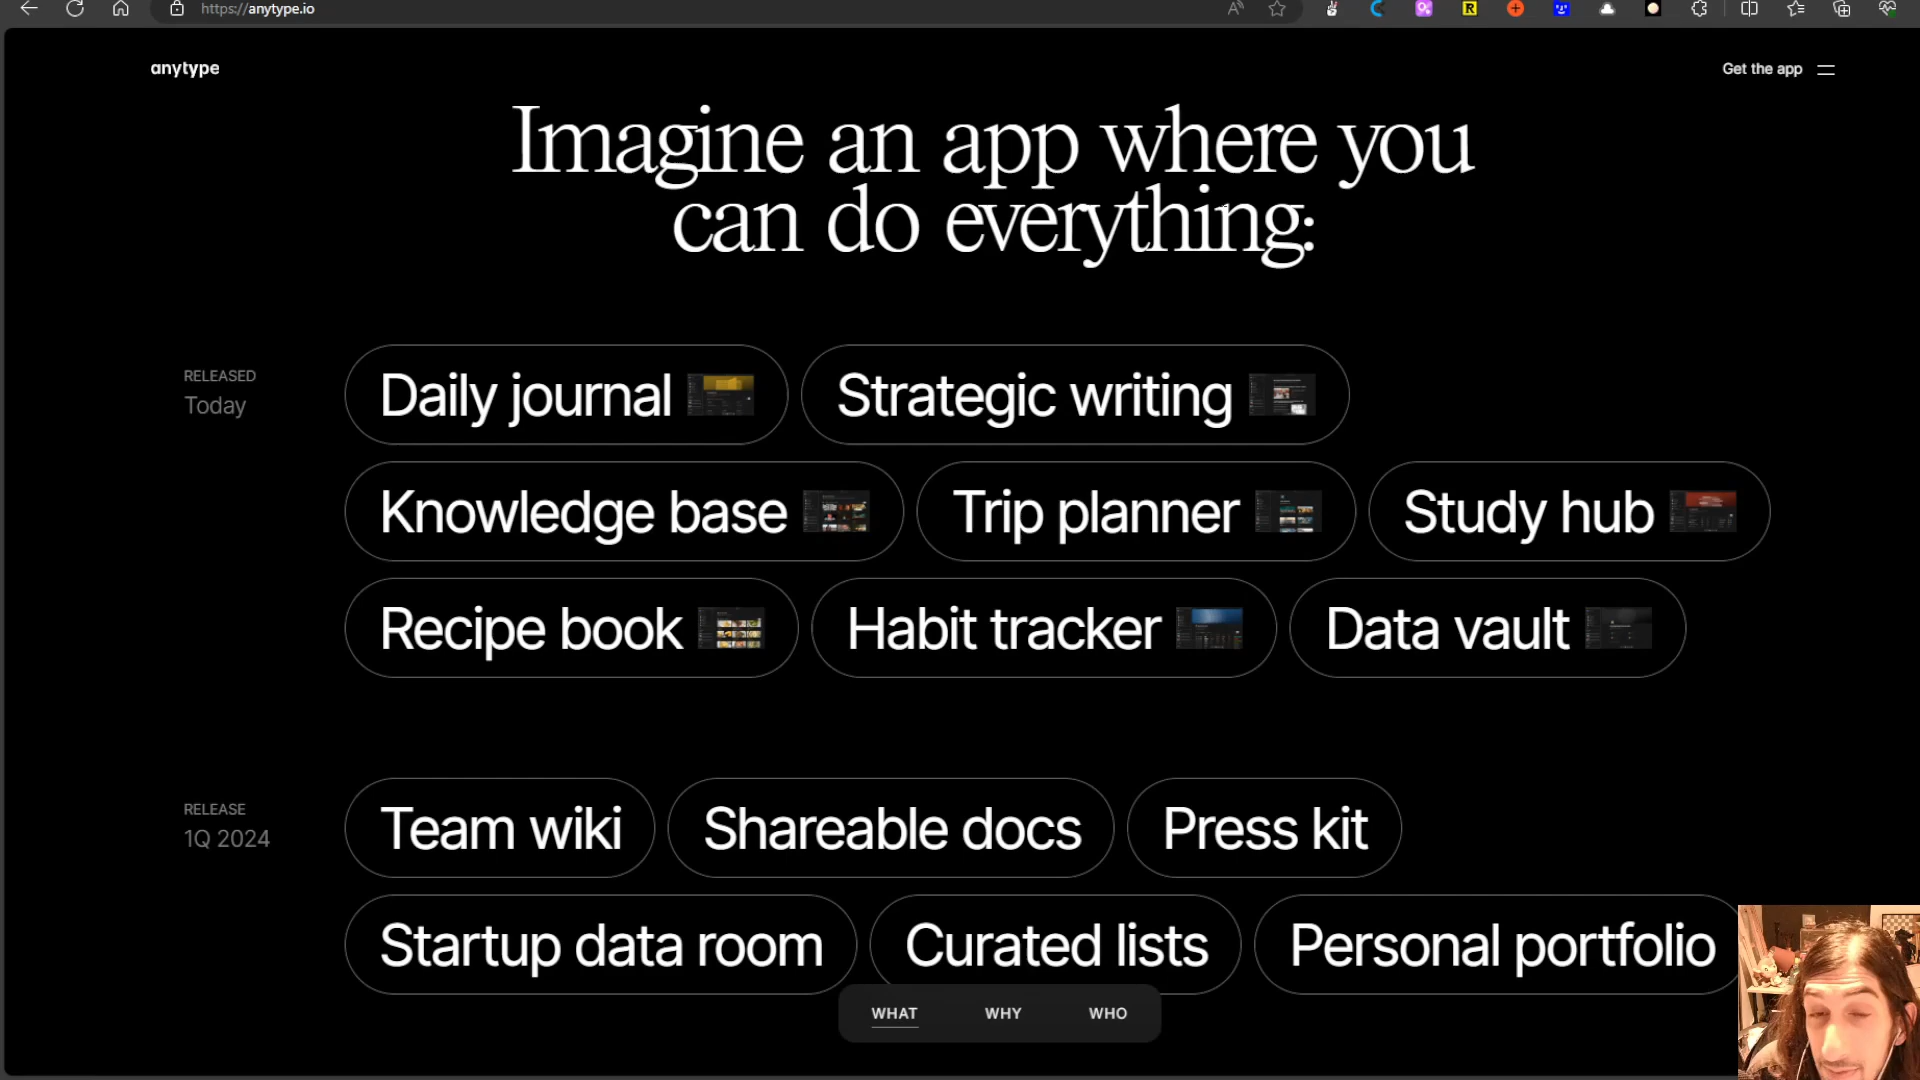 https://anytype.io
anytype
Get the app
Imagine an app where you
can do everything:
RELEASED
Today
Daily journal
Strategic writing
Knowledge base
Trip planner
Study hub
Recipe book
Habit tracker
Data vault
RELEASE
1Q 2024
Team wiki
Shareable docs
Press kit
Startup data room
Curated lists
Personal portfolio
WHAT
WHY
WHO